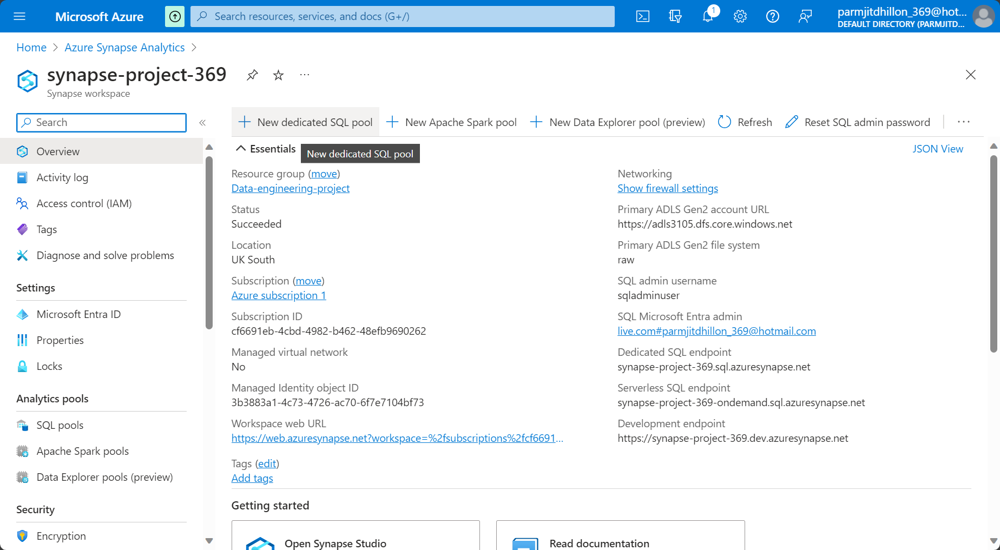 Microsoft Azure
Search resources, services, and docs (G+/)
1
parmjitdhillon_369@hot...
DEFAULT DIRECTORY (PARMJITD...
Home > Azure Synapse Analytics >
synapse-project-369
...
Synapse workspace
Search
«
Overview
Activity log
Access control (IAM)
Tags
Diagnose and solve problems
Settings
Microsoft Entra ID
Properties
Locks
Analytics pools
SQL pools
Apache Spark pools
Data Explorer pools (preview)
Security
Encryption
New dedicated SQL pool
New Apache Spark pool
New Data Explorer pool (preview)
Refresh
Reset SQL admin password
...
Essentials
New dedicated SQL pool
JSON View
Resource group (move)
Data-engineering-project
Status
Succeeded
Location
UK South
Subscription (move)
Azure subscription 1
Subscription ID
cf6691eb-4cbd-4982-b462-48efb9690262
Managed virtual network
No
Managed Identity object ID
3b3883a1-4c73-4726-ac70-6f7e7104bf73
Workspace web URL
https://web.azuresynapse.net?workspace=%2fsubscriptions%2fcf6691...
Tags (edit)
Add tags
Networking
Show firewall settings
Primary ADLS Gen2 account URL
https://adls3105.dfs.core.windows.net
Primary ADLS Gen2 file system
raw
SQL admin username
sqladminuser
SQL Microsoft Entra admin
live.com#parmjitdhillon_369@hotmail.com
Dedicated SQL endpoint
synapse-project-369.sql.azuresynapse.net
Serverless SQL endpoint
synapse-project-369-ondemand.sql.azuresynapse.net
Development endpoint
https://synapse-project-369.dev.azuresynapse.net
Getting started
Open Synapse Studio
Read documentation